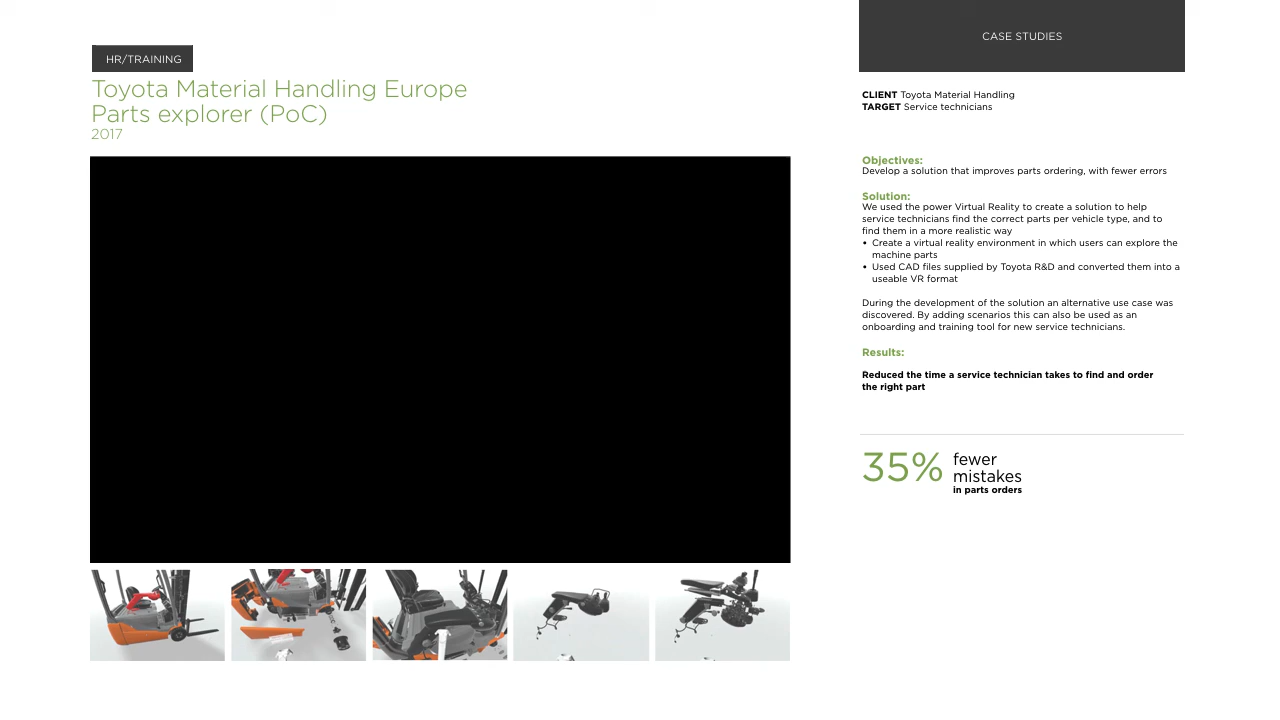 HR/TRAINING
Toyota Material Handling Europe
Parts explorer (PoC)
2017
CASE STUDIES
CLIENT Toyota Material Handling
TARGET Service technicians
Objectives:
Develop a solution that improves parts ordering, with fewer errors
Solution:
We used the power Virtual Reality to create a solution to help
service technicians find the correct parts per vehicle type, and to
find them in a more realistic way
• Create a virtual reality environment in which users can explore the
machine parts
• Used CAD files supplied by Toyota R&D and converted them into a
useable VR format
During the development of the solution an alternative use case was
discovered. By adding scenarios this can also be used as an
onboarding and training tool for new service technicians.
Results:
Reduced the time a service technician takes to find and order
the right part
35% fewer
mistakes
in parts orders